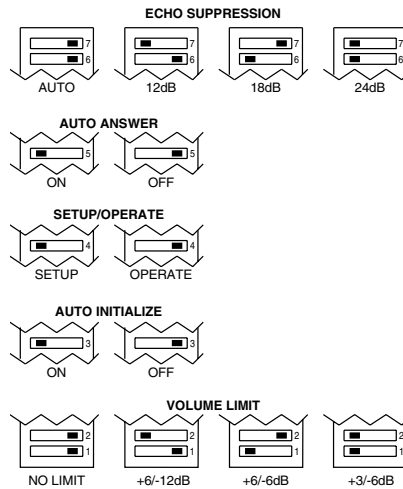 ECHO SUPPRESSION
7 7 7 7
6 6 6 6
AUTO 12dB 18dB 24dB
AUTO ANSWER
5 5
ON OFF
SETUP/OPERATE
4 4
SETUP OPERATE
AUTO INITIALIZE
3 3
ON OFF
VOLUME LIMIT
2 2 2 2
1 1 1 1
NO LIMIT +6/-12dB +6/-6dB +3/-6dB